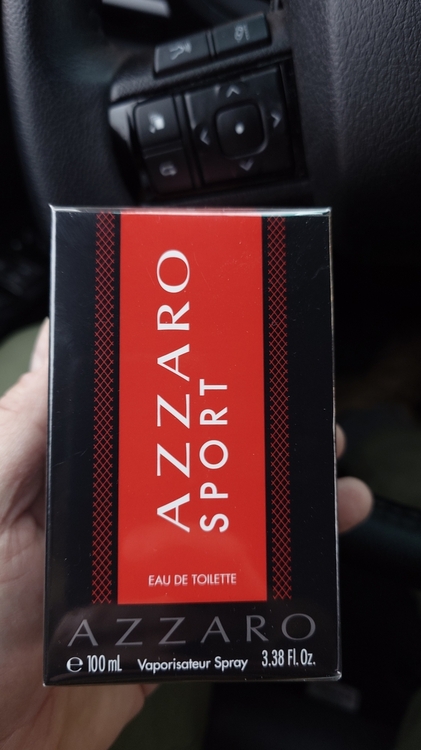 AZZARO
SPORT
EAU DE TOILETTE
AZZARO
e 100 mL Vaporisateur Spray 3.38 Fl. Oz.